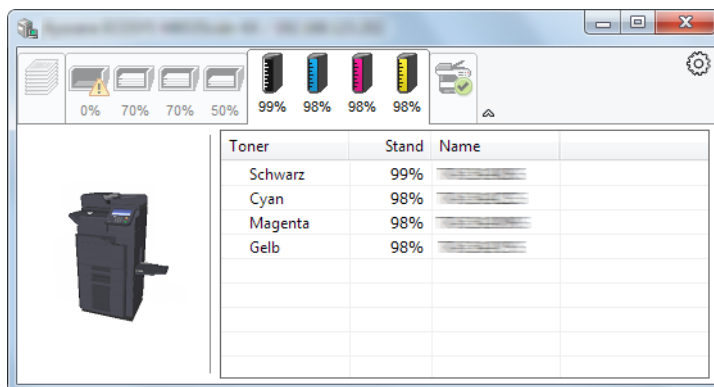 0% 70% 70% 50% 99% 98% 98% 98%
Toner Stand Name
Schwarz 99%
Cyan 98%
Magenta 98%
Gelb 98%